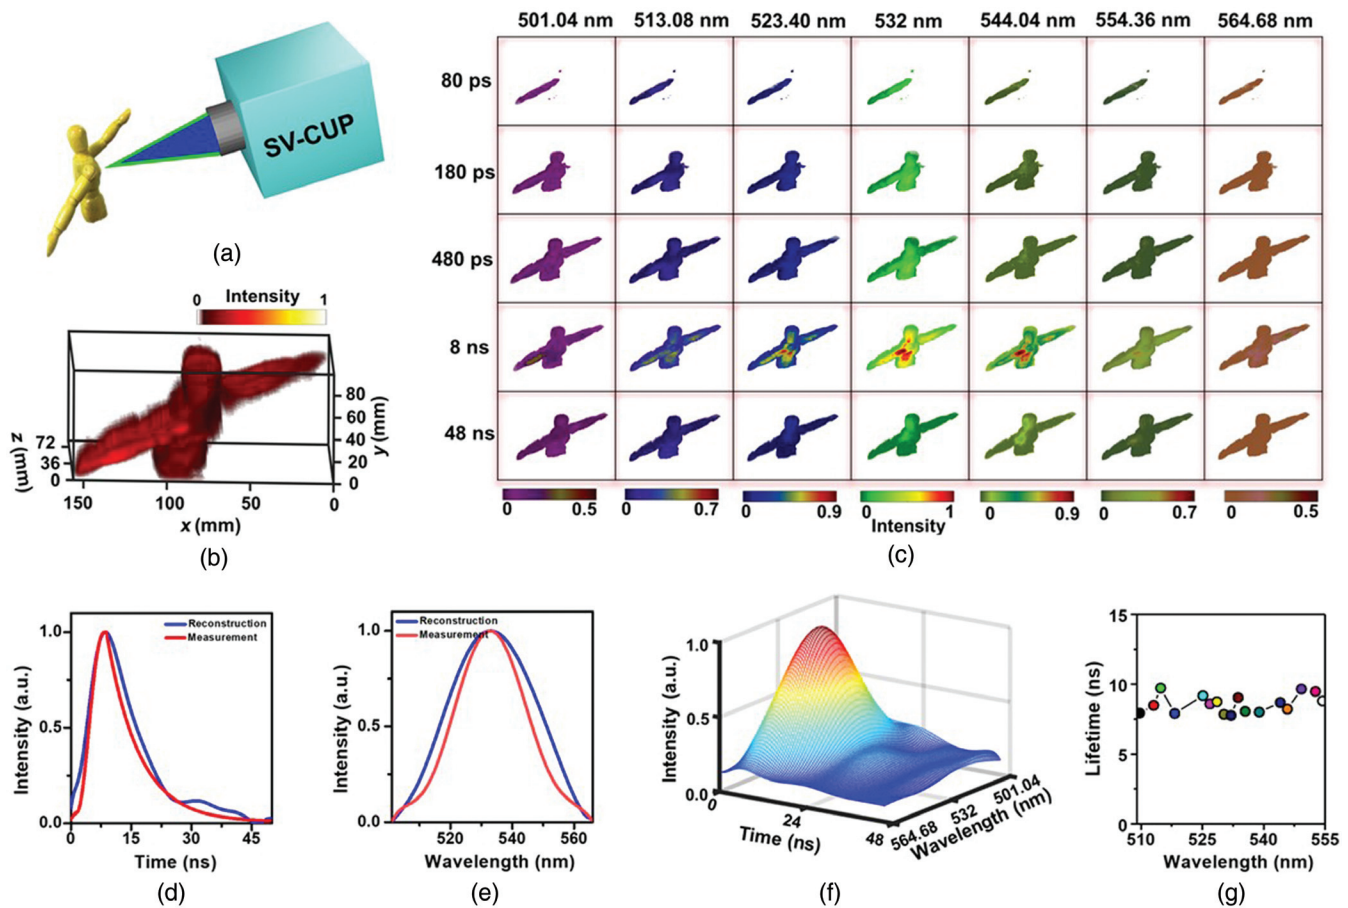 SV-CUP
(a)
Intensity
0 1
80
60
40
20
0
y (mm)
72
36
0
z (mm)
150 100 50 0
x (mm)
(b)
501.04 nm 513.08 nm 523.40 nm 532 nm 544.04 nm 554.36 nm 564.68 nm
80 ps
180 ps
480 ps
8 ns
48 ns
0 0.5 0 0.7 0 0.9 0 1 0 0.9 0 0.7 0 0.5
Intensity
(c)
Reconstruction
Measurement
1.0
0.5
0.0
Intensity (a.u.)
0 15 30 45
Time (ns)
(d)
Reconstruction
Measurement
1.0
0.5
0.0
Intensity (a.u.)
520 540 560
Wavelength (nm)
(e)
1.0
0.5
0.0
Intensity (a.u.)
0 24 48
Time (ns)
564.68 532 501.04
Wavelength (nm)
(f)
15
10
5
0
Lifetime (ns)
510 525 540 555
Wavelength (nm)
(g)